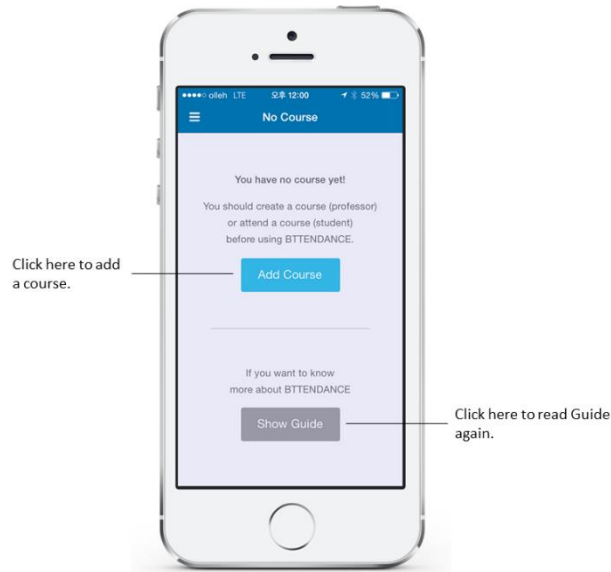 olleh LTE 오후 12:00 52%
No Course
You have no course yet!
You should create a course (professor)
or attend a course (student)
before using BTTENDANCE.
Click here to add
a course.
Add Course
If you want to know
more about BTTENDANCE
Show Guide
Click here to read Guide
again.